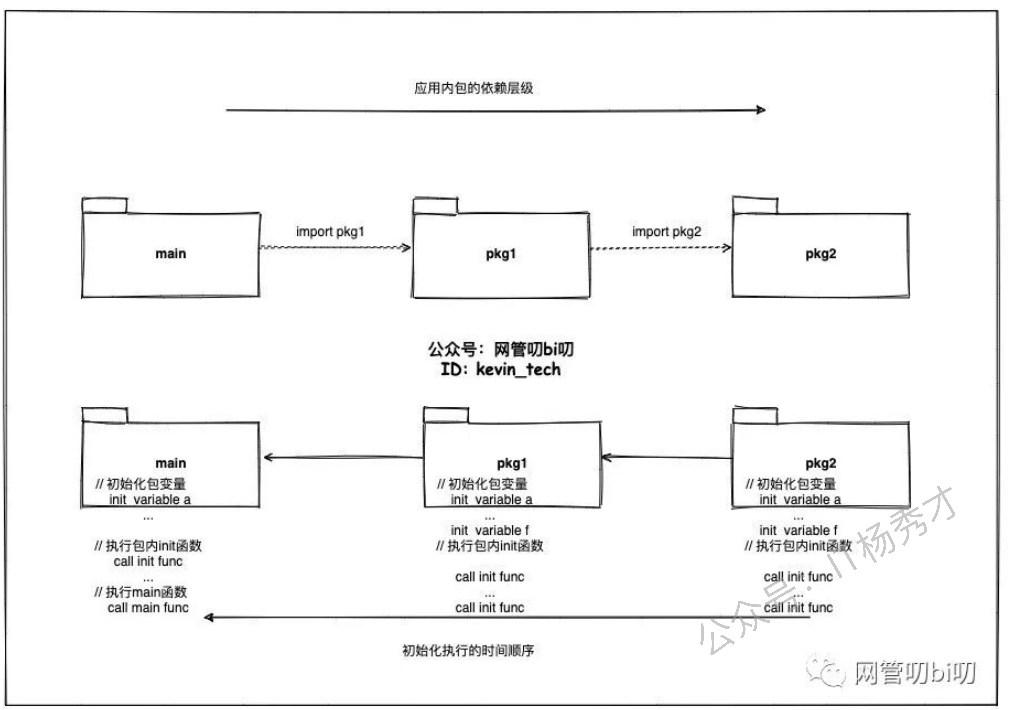 应用内包的依赖层级
import pkg1
import pkg2
main
pkg1
pkg2
公众号：网管叨bi叨
ID：kevin_tech
main
// 初始化包变量
init variable a
...
// 执行包内init函数
call init func
...
// 执行main函数
call main func
pkg1
// 初始化包变量
init variable a
...
init variable f
// 执行包内init函数
call init func
...
call init func
pkg2
// 初始化包变量
init variable a
...
init variable f
// 执行包内init函数
call init func
...
call init func
初始化执行的时间顺序
公众号：IT杨秀才
网管叨bi叨